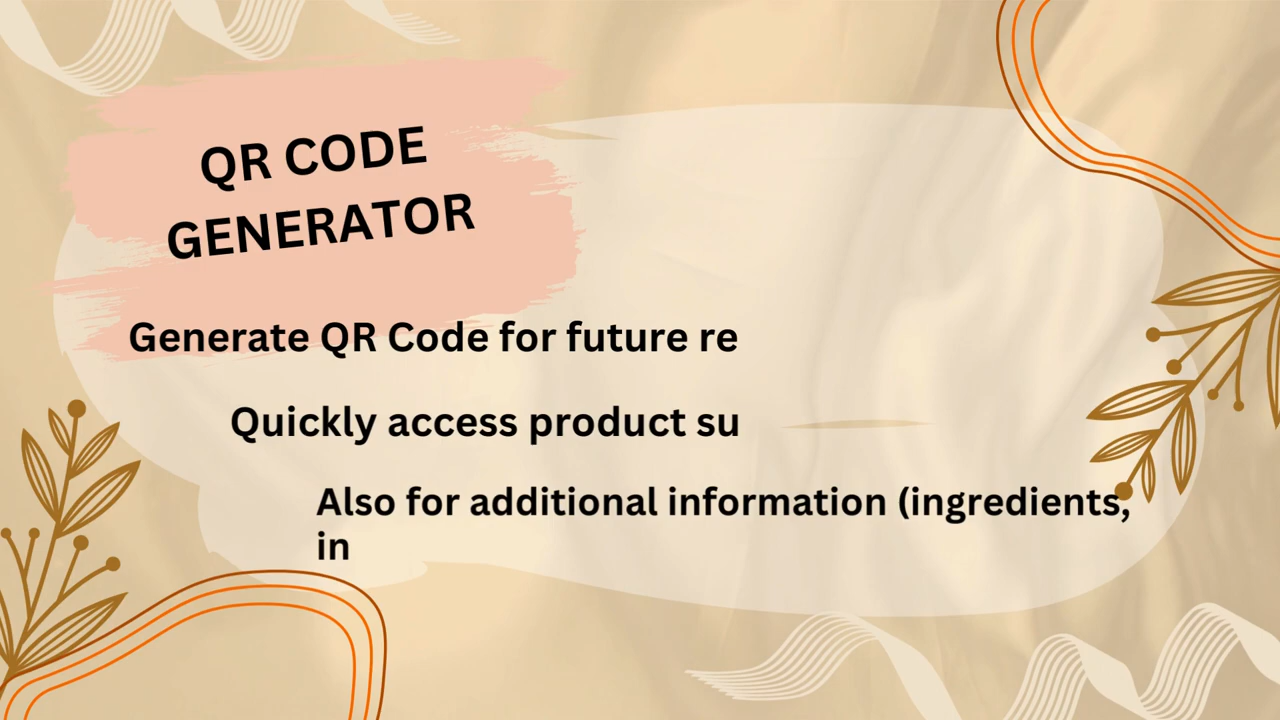 QR CODE
GENERATOR
Generate QR Code for future re
Quickly access product su
Also for additional information (ingredients,
in